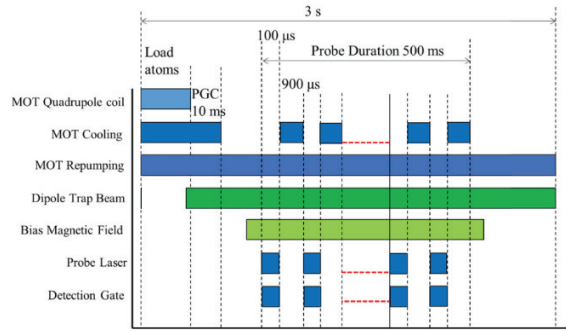 3 s
100 μs
Probe Duration 500 ms
Load
atoms
900 μs
PGC
10 ms
MOT Quadrupole coil
MOT Cooling
MOT Repumping
Dipole Trap Beam
Bias Magnetic Field
Probe Laser
Detection Gate